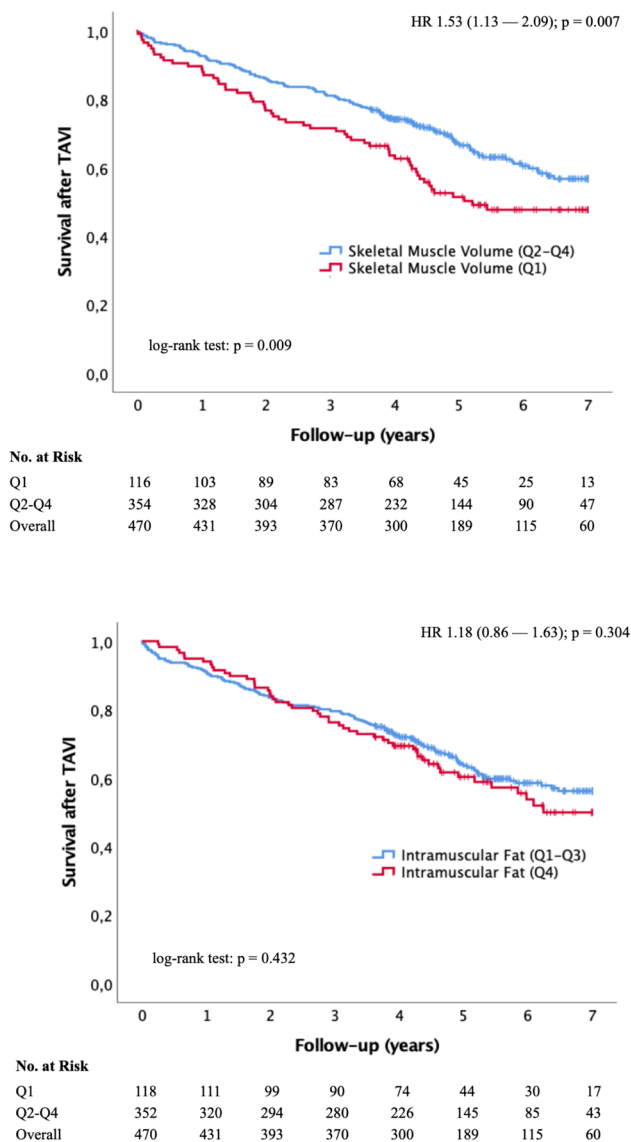 HR 1.53 (1.13 — 2.09); p = 0.007
1,0
0,8
0,6
0,4
0,2
0,0
Survival after TAVI
Skeletal Muscle Volume (Q2–Q4)
Skeletal Muscle Volume (Q1)
log-rank test: p = 0.009
0 1 2 3 4 5 6 7
Follow-up (years)
No. at Risk
Q1 116 103 89 83 68 45 25 13
Q2-Q4 354 328 304 287 232 144 90 47
Overall 470 431 393 370 300 189 115 60
HR 1.18 (0.86 — 1.63); p = 0.304
1,0
0,8
0,6
0,4
0,2
0,0
Survival after TAVI
Intramuscular Fat (Q1–Q3)
Intramuscular Fat (Q4)
log-rank test: p = 0.432
0 1 2 3 4 5 6 7
Follow-up (years)
No. at Risk
Q1 118 111 99 90 74 44 30 17
Q2-Q4 352 320 294 280 226 145 85 43
Overall 470 431 393 370 300 189 115 60